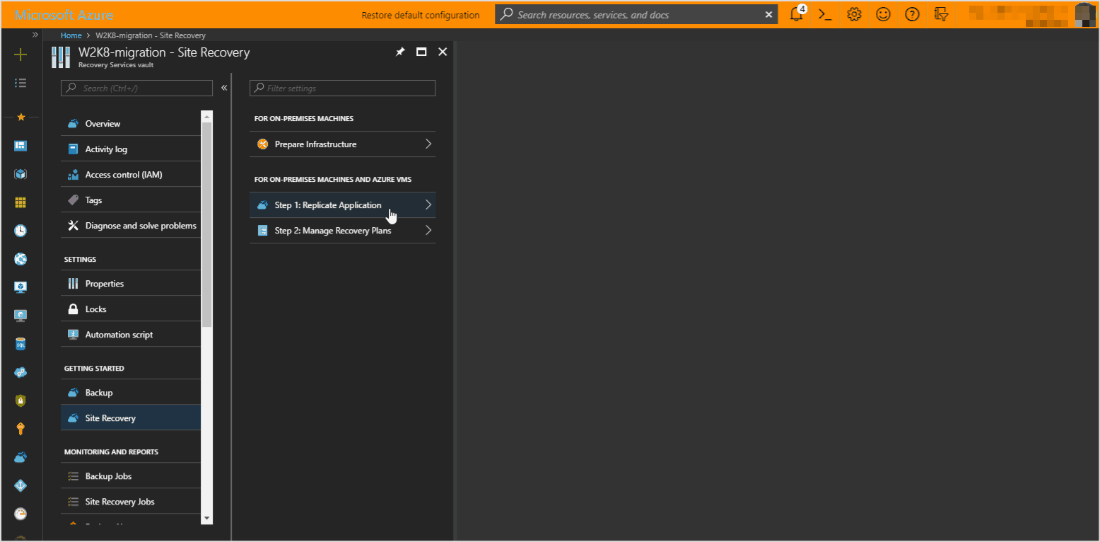 Microsoft Azure
Restore default configuration
Search resources, services, and docs
4
Home > W2K8-migration - Site Recovery
W2K8-migration - Site Recovery
Recovery Services vault
Search (Ctrl+/)
Overview
Activity log
Access control (IAM)
Tags
Diagnose and solve problems
SETTINGS
Properties
Locks
Automation script
GETTING STARTED
Backup
Site Recovery
MONITORING AND REPORTS
Backup Jobs
Site Recovery Jobs
Filter settings
FOR ON-PREMISES MACHINES
Prepare Infrastructure
FOR ON-PREMISES MACHINES AND AZURE VMS
Step 1: Replicate Application
Step 2: Manage Recovery Plans